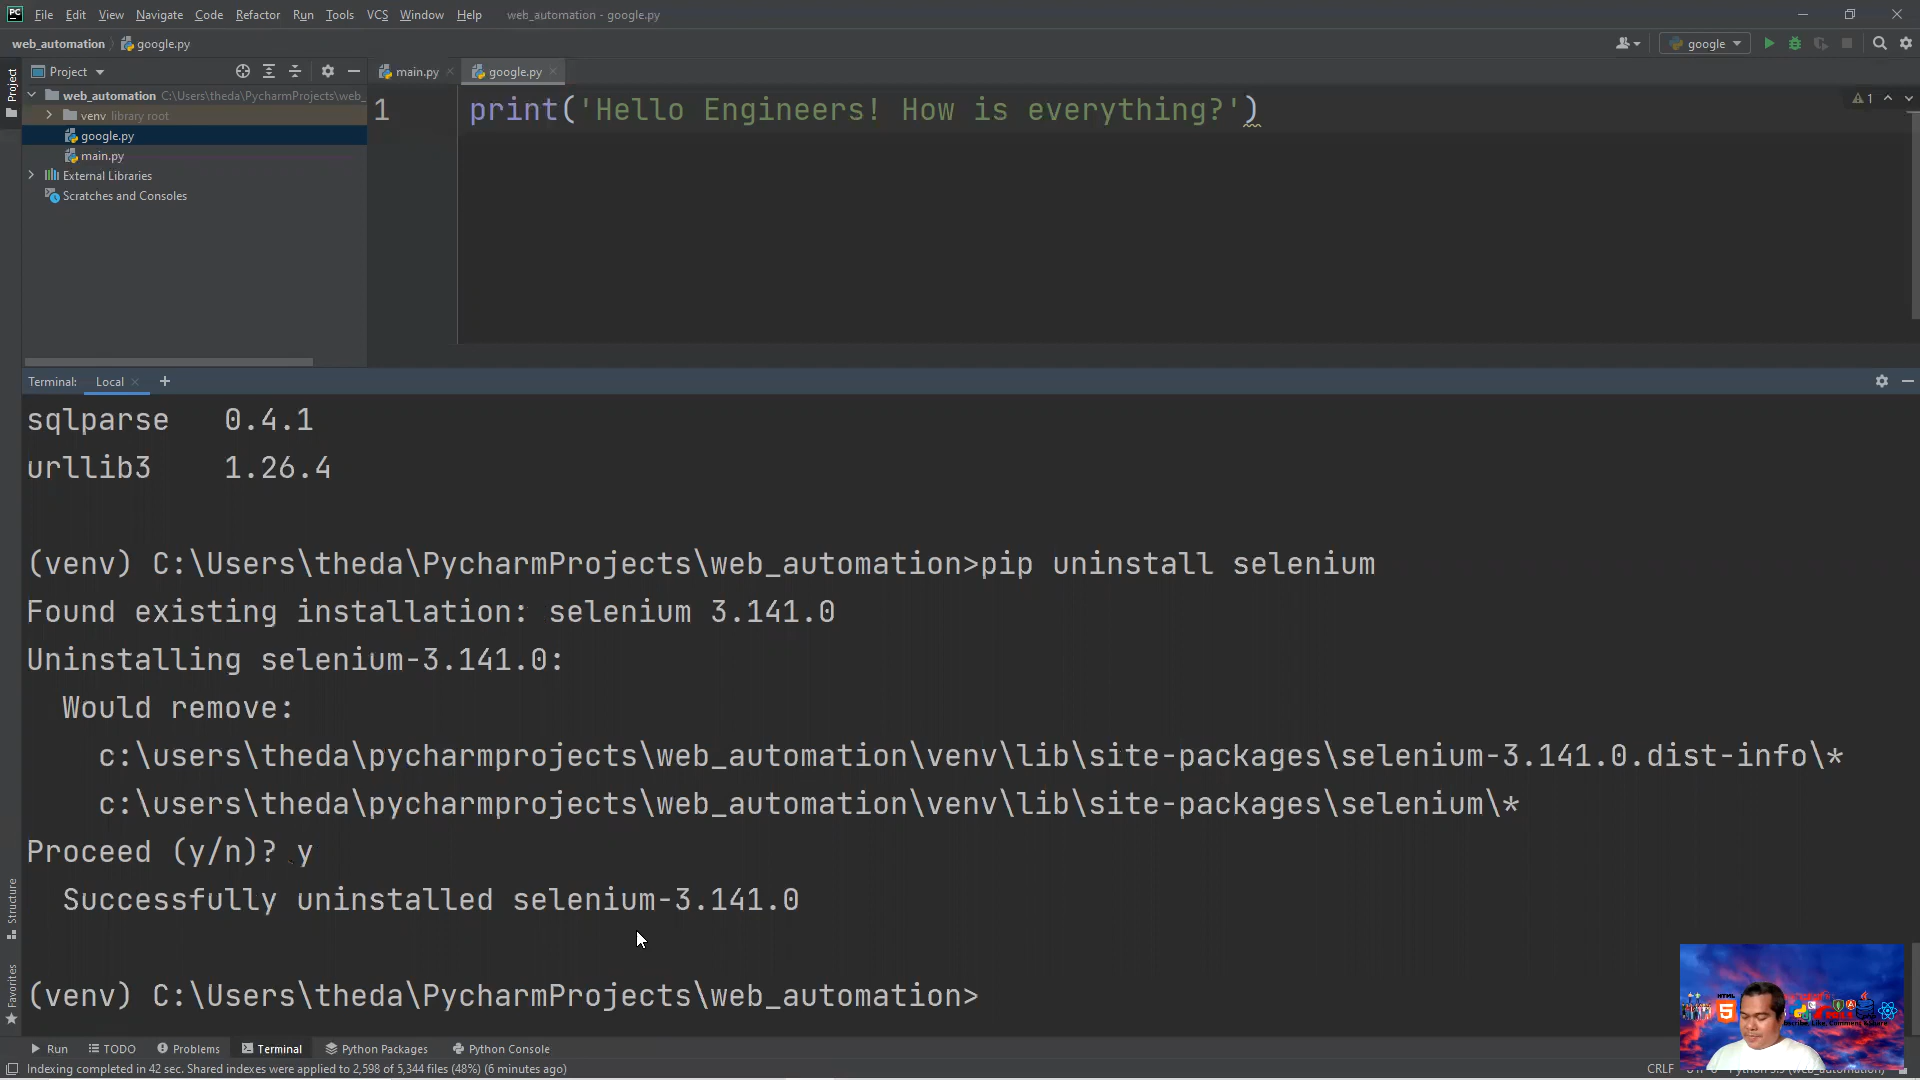 PC File Edit View Navigate Code Refactor Run Tools VCS Window Help web_automation - google.py
web_automation google.py google
Project
Project main.py google.py
web_automation C:\Users\theda\PycharmProjects\web_
1 print('Hello Engineers! How is everything?') 1
venv library root
google.py
main.py
External Libraries
Scratches and Consoles
Terminal: Local +
sqlparse 0.4.1
urllib3 1.26.4
(venv) C:\Users\theda\PycharmProjects\web_automation>pip uninstall selenium
Found existing installation: selenium 3.141.0
Uninstalling selenium-3.141.0:
Would remove:
c:\users\theda\pycharmprojects\web_automation\venv\lib\site-packages\selenium-3.141.0.dist-info\*
c:\users\theda\pycharmprojects\web_automation\venv\lib\site-packages\selenium\*
Proceed (y/n)? y
Successfully uninstalled selenium-3.141.0
(venv) C:\Users\theda\PycharmProjects\web_automation>
Structure
Favorites
HTML
Run TODO Problems Terminal Python Packages Python Console
Indexing completed in 42 sec. Shared indexes were applied to 2,598 of 5,344 files (48%) (6 minutes ago) CRLF